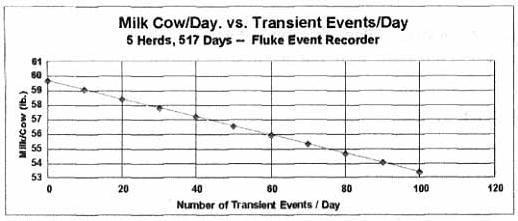 Milk Cow/Day. vs. Transient Events/Day
5 Herds, 517 Days -- Fluke Event Recorder
Milk/Cow (lb.)
61
60
59
58
57
56
55
54
53
0 20 40 60 80 100 120
Number of Transient Events / Day